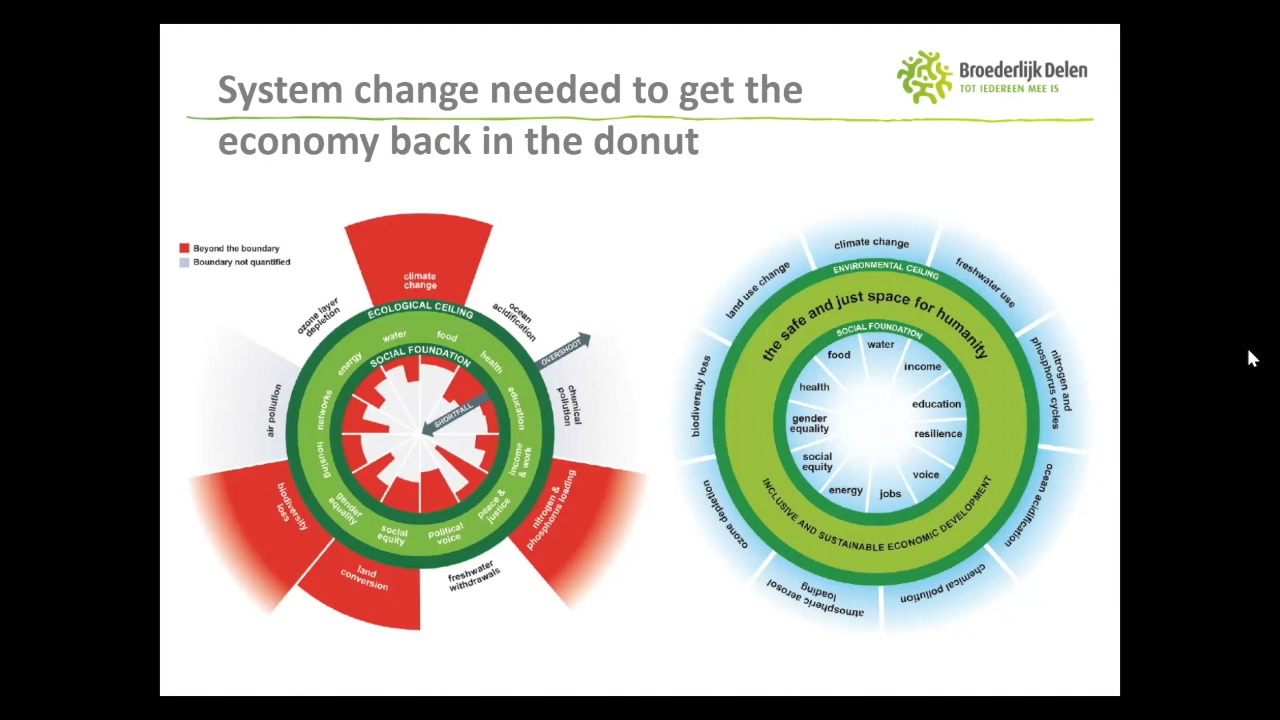 System change needed to get the
economy back in the donut
Broederlijk Delen
TOT IEDEREEN MEE IS
Beyond the boundary
Boundary not quantified
climate
change
ozone layer
depletion
ocean
acidification
air pollution
chemical
pollution
biodiversity
loss
nitrogen &
phosphorus loading
land
conversion
freshwater
withdrawals
ECOLOGICAL CEILING
OVERSHOOT
water
food
energy
health
networks
education
housing
income
& work
gender
equality
peace &
justice
social
equity
political
voice
SOCIAL FOUNDATION
SHORTFALL
climate change
land use change
freshwater use
biodiversity loss
nitrogen and
phosphorus cycles
ozone depletion
ocean acidification
atmospheric aerosol
loading
chemical pollution
ENVIRONMENTAL CEILING
the safe and just space for humanity
SOCIAL FOUNDATION
water
food
income
health
education
gender
equality
resilience
social
equity
voice
energy
jobs
INCLUSIVE AND SUSTAINABLE ECONOMIC DEVELOPMENT